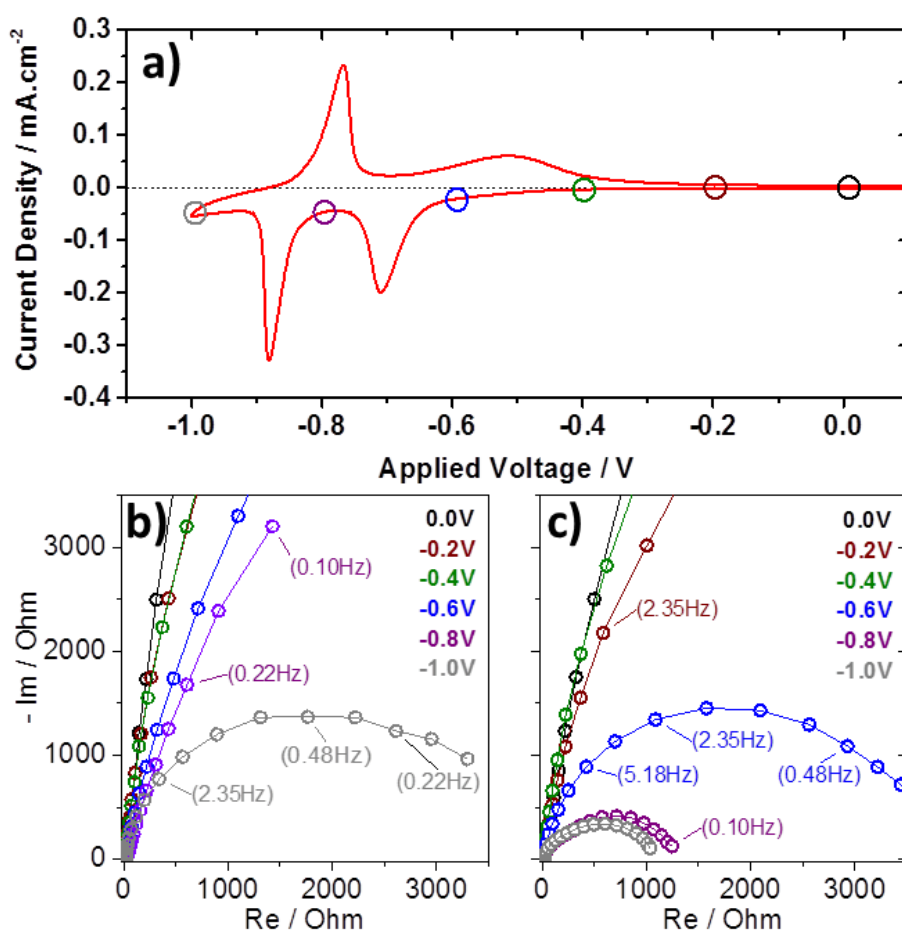 a)
0.3
0.2
0.1
0.0
-0.1
-0.2
-0.3
-0.4
Current Density / mA.cm-2
-1.0 -0.8 -0.6 -0.4 -0.2 0.0
Applied Voltage / V
b)
- Im / Ohm
3000
2000
1000
0
0.0V
-0.2V
-0.4V
-0.6V
-0.8V
-1.0V
(0.10Hz)
(0.22Hz)
(0.48Hz)
(0.22Hz)
(2.35Hz)
0 1000 2000 3000
Re / Ohm
c)
0.0V
-0.2V
-0.4V
-0.6V
-0.8V
-1.0V
(2.35Hz)
(2.35Hz)
(5.18Hz)
(0.48Hz)
(0.10Hz)
0 1000 2000 3000
Re / Ohm